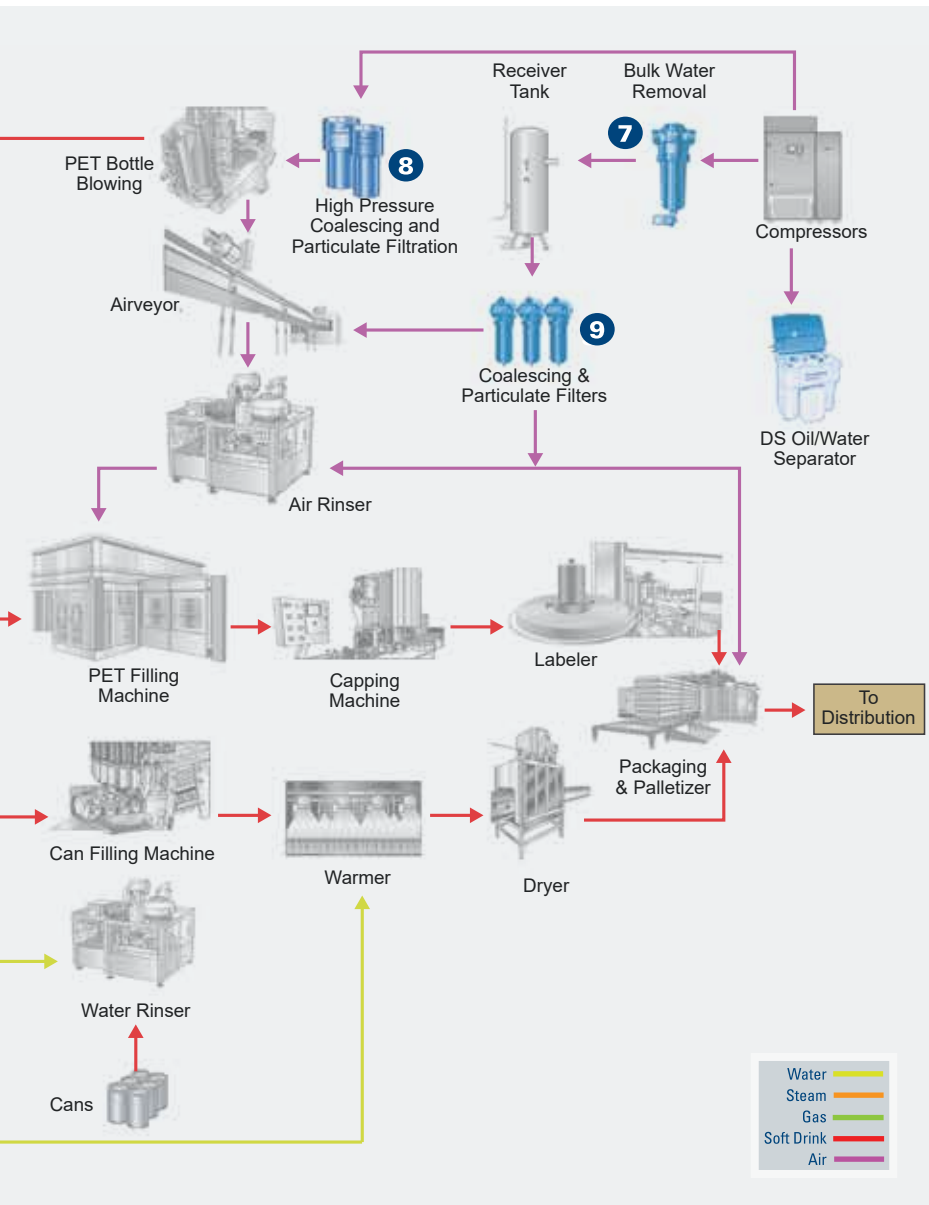 Receiver
Tank
Bulk Water
Removal
7
PET Bottle
Blowing
8
High Pressure
Coalescing and
Particulate Filtration
Compressors
Airveyor
9
Coalescing &
Particulate Filters
DS Oil/Water
Separator
Air Rinser
PET Filling
Machine
Capping
Machine
Labeler
To
Distribution
Packaging
& Palletizer
Can Filling Machine
Warmer
Dryer
Water Rinser
Cans
Water
Steam
Gas
Soft Drink
Air